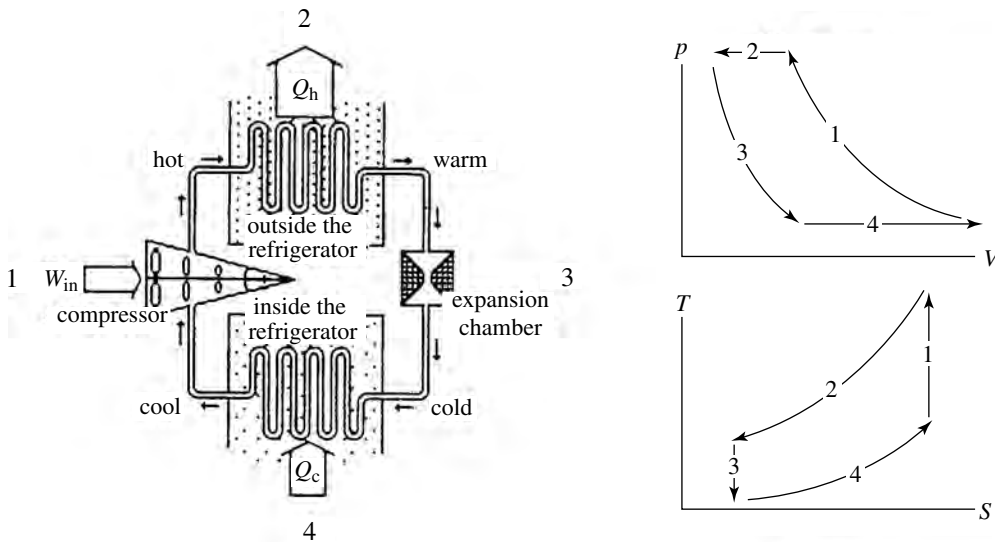 2
Q_h
hot
warm
outside the
refrigerator
1
W_in
compressor
3
expansion
chamber
inside the
refrigerator
cool
cold
Q_c
4
p
2
1
3
4
V
T
1
2
3
4
S